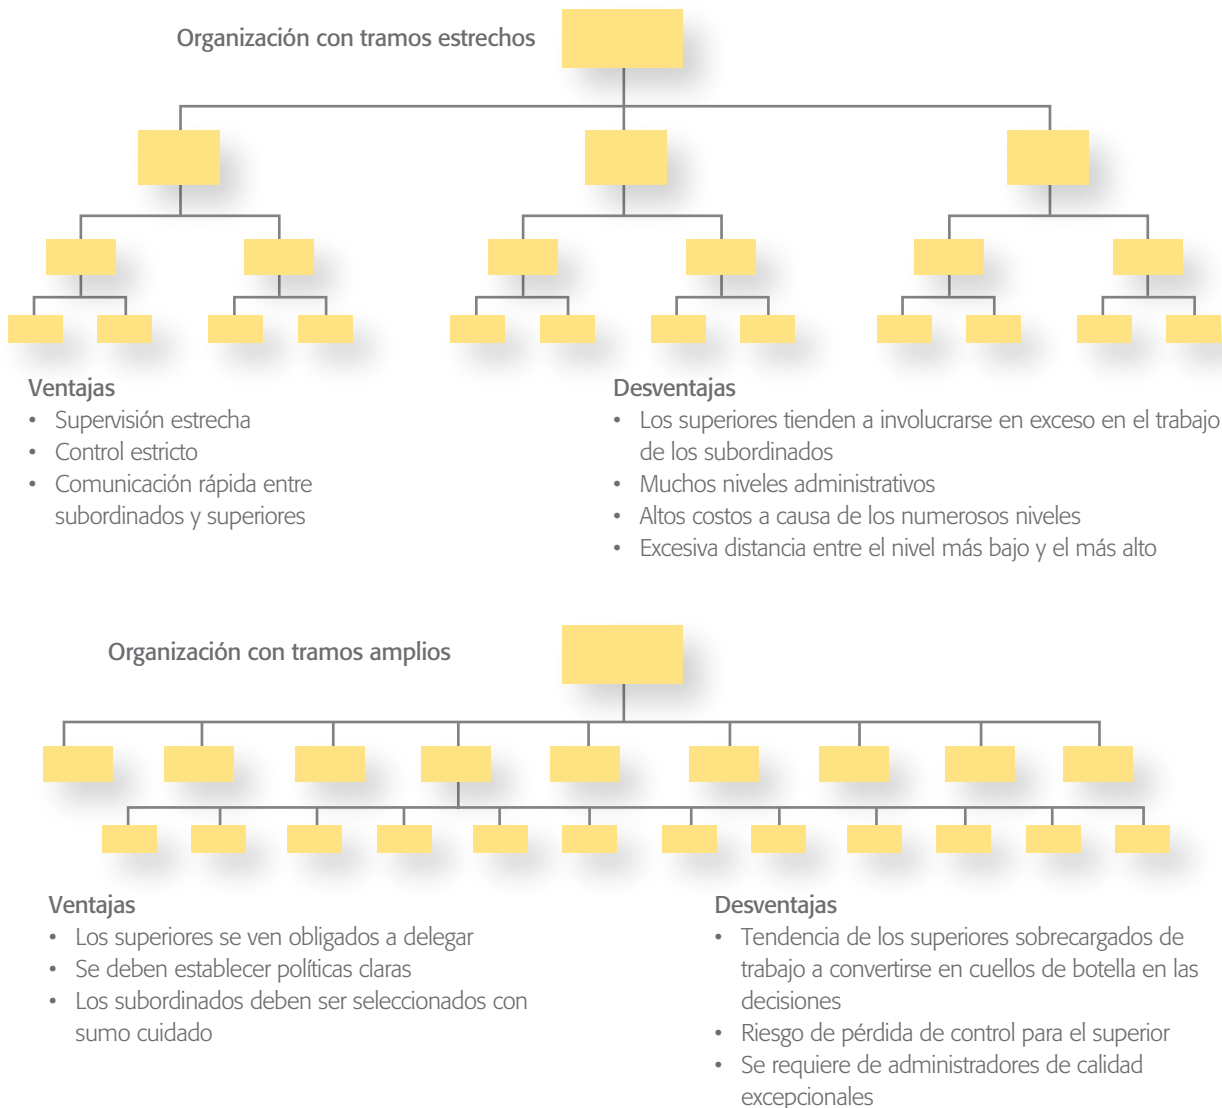 Organización con tramos estrechos
Ventajas
• Supervisión estrecha
• Control estricto
• Comunicación rápida entre
subordinados y superiores
Desventajas
• Los superiores tienden a involucrarse en exceso en el trabajo
de los subordinados
• Muchos niveles administrativos
• Altos costos a causa de los numerosos niveles
• Excesiva distancia entre el nivel más bajo y el más alto
Organización con tramos amplios
Ventajas
• Los superiores se ven obligados a delegar
• Se deben establecer políticas claras
• Los subordinados deben ser seleccionados con
sumo cuidado
Desventajas
• Tendencia de los superiores sobrecargados de
trabajo a convertirse en cuellos de botella en las
decisiones
• Riesgo de pérdida de control para el superior
• Se requiere de administradores de calidad
excepcionales